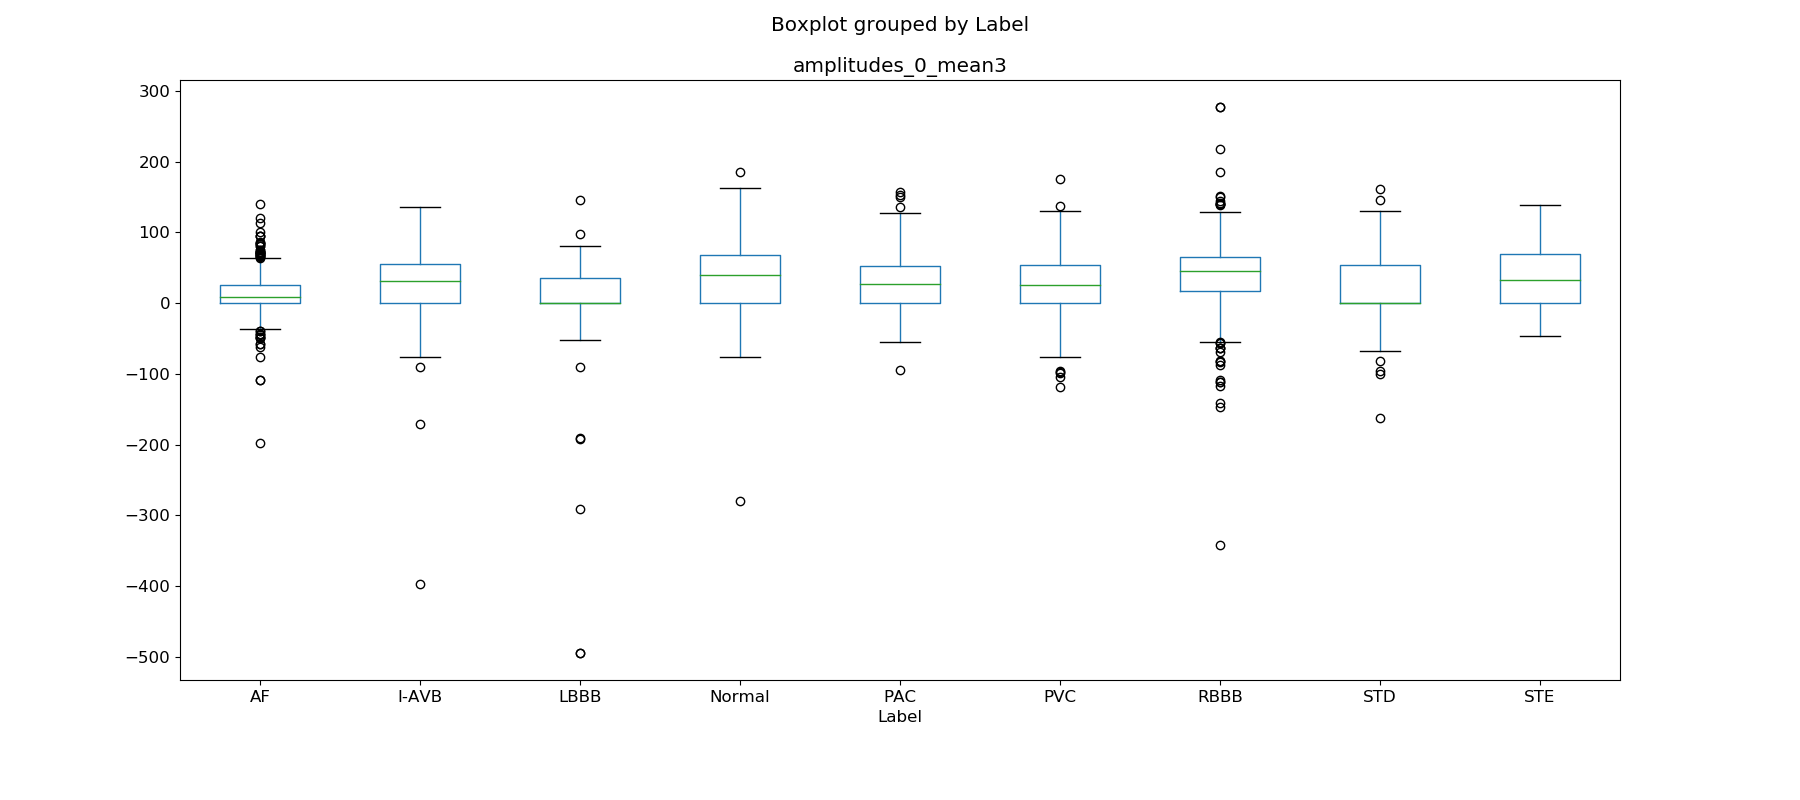 Boxplot grouped by Label
amplitudes_0_mean3
300
200
100
0
−100
−200
−300
−400
−500
AF I-AVB LBBB Normal PAC PVC RBBB STD STE
Label